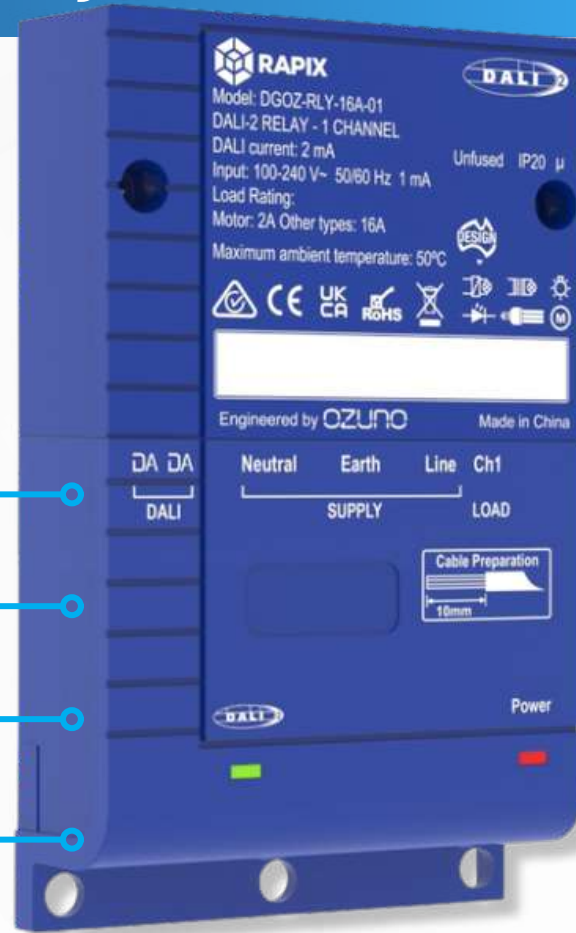 RAPIX
DALI 2
Model: DGOZ-RLY-16A-01
DALI-2 RELAY - 1 CHANNEL
DALI current: 2 mA
Input: 100-240 V~ 50/60 Hz 1 mA
Unfused IP20 µ
Load Rating:
Motor: 2A Other types: 16A
DESIGN
Maximum ambient temperature: 50ºC
CE UK CA RoHS
M
Engineered by OZUNO
Made in China
DA DA Neutral Earth Line Ch1
DALI SUPPLY LOAD
Cable Preparation
10mm
DALI 2
Power